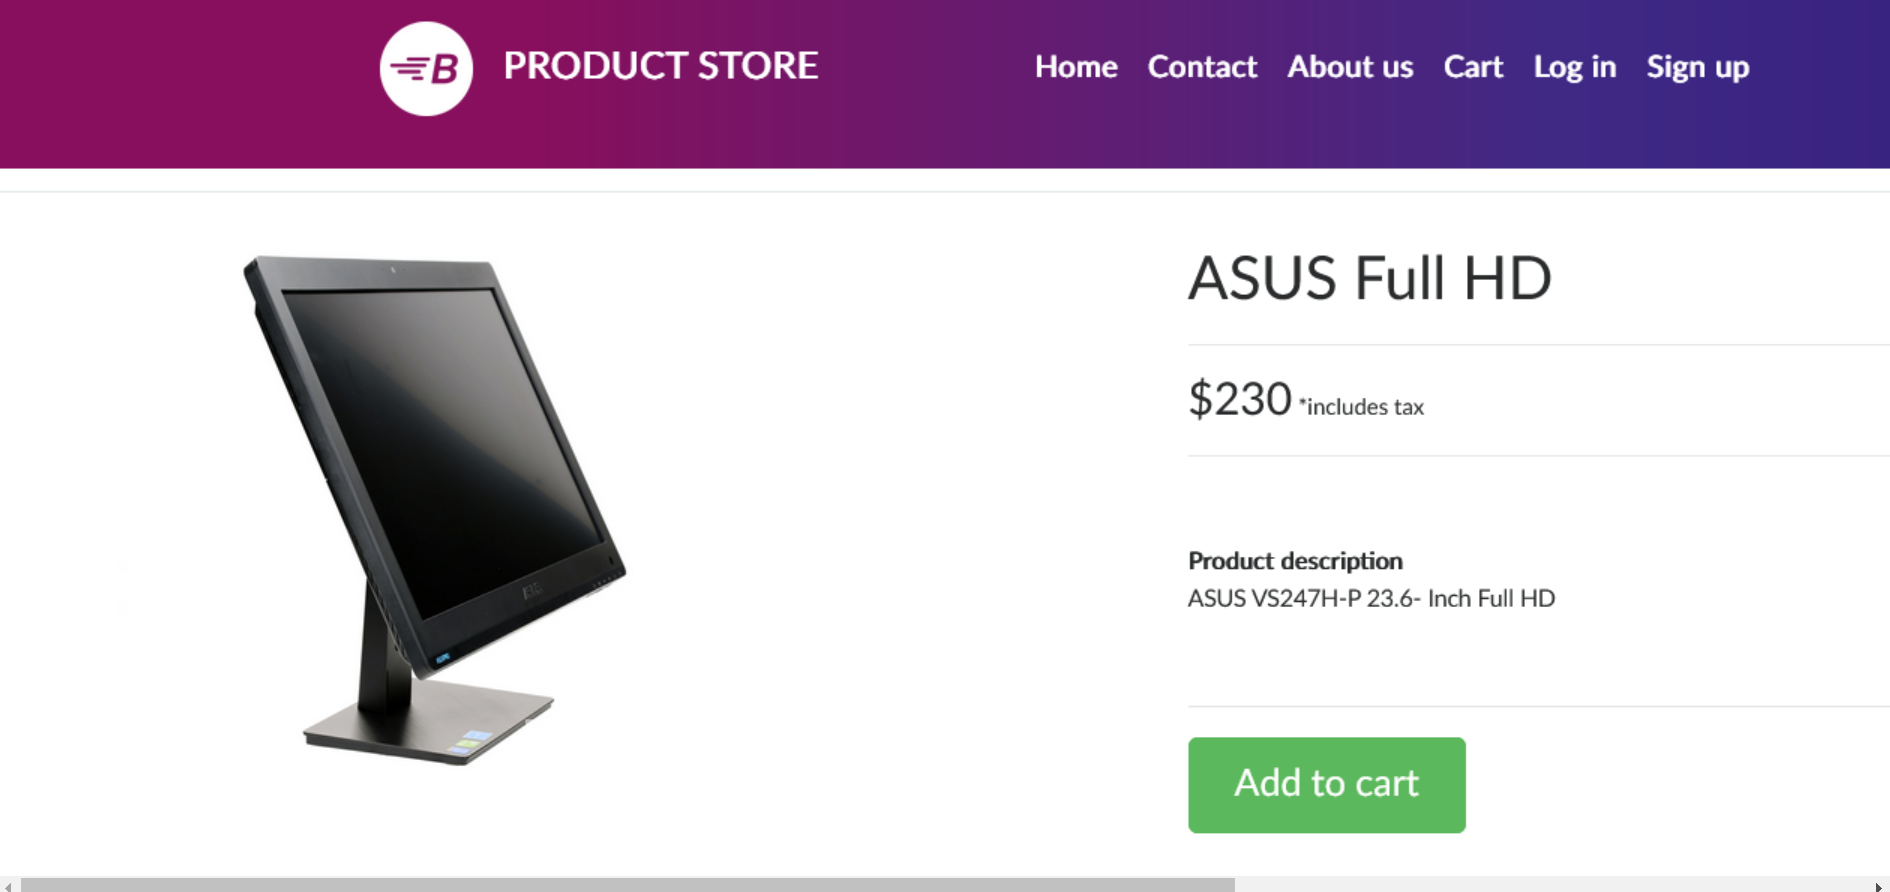 B
PRODUCT STORE
Home Contact About us Cart Log in Sign up
ASUS Full HD
$230 *includes tax
Product description
ASUS VS247H-P 23.6- Inch Full HD
Add to cart